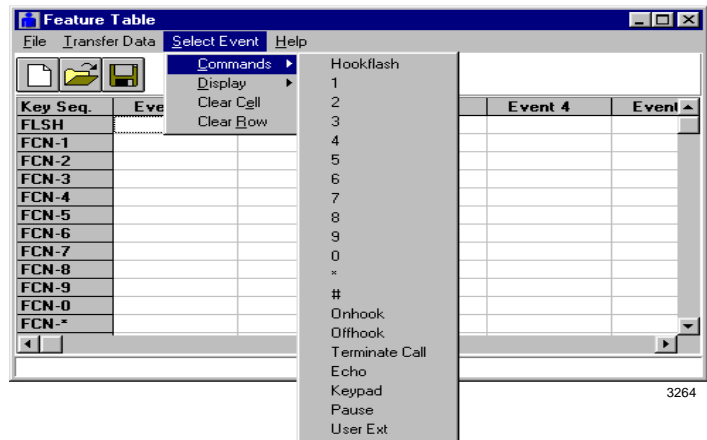 Feature Table
File Transfer Data Select Event Help
Commands
Display
Clear Cell
Clear Row
Hookflash
1
2
3
4
5
6
7
8
9
0
*
#
Onhook
Offhook
Terminate Call
Echo
Keypad
Pause
User Ext
Key Seq. Eve Event 4 Event
FLSH
FCN-1
FCN-2
FCN-3
FCN-4
FCN-5
FCN-6
FCN-7
FCN-8
FCN-9
FCN-0
FCN-*
3264